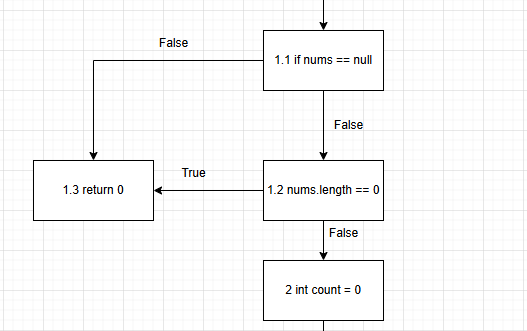 False
1.1 if nums == null
False
True
1.3 return 0
1.2 nums.length == 0
False
2 int count = 0